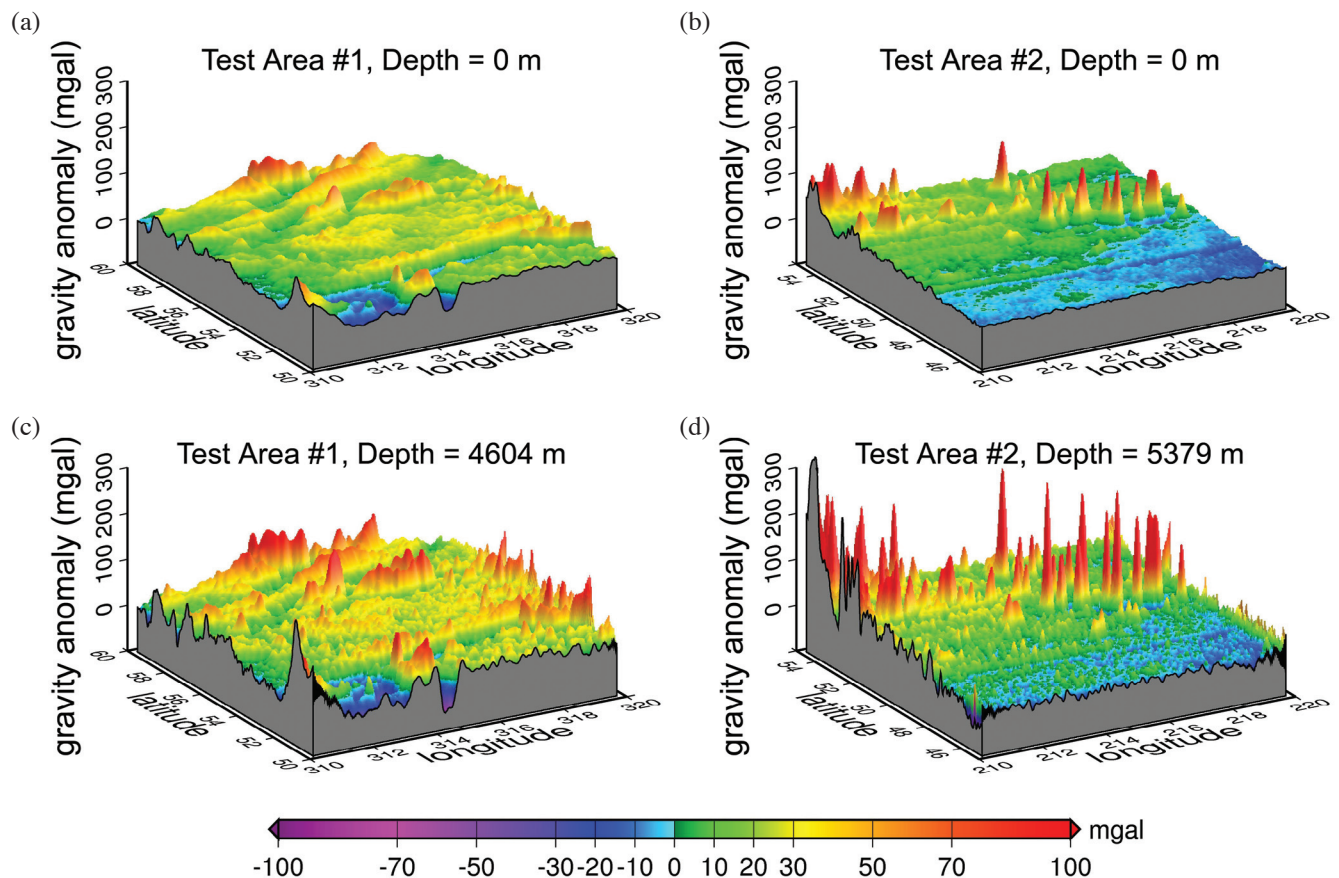 (a)
Test Area #1, Depth = 0 m
gravity anomaly (mgal)
300
200
100
0
60
58
56
54
52
50
latitude
310
312
314
316
318
320
longitude
(b)
Test Area #2, Depth = 0 m
gravity anomaly (mgal)
300
200
100
0
54
52
50
48
46
latitude
210
212
214
216
218
220
longitude
(c)
Test Area #1, Depth = 4604 m
gravity anomaly (mgal)
300
200
100
0
60
58
56
54
52
50
latitude
310
312
314
316
318
320
longitude
(d)
Test Area #2, Depth = 5379 m
gravity anomaly (mgal)
300
200
100
0
54
52
50
48
46
latitude
210
212
214
216
218
220
longitude
mgal
-100 -70 -50 -30 -20 -10 0 10 20 30 50 70 100